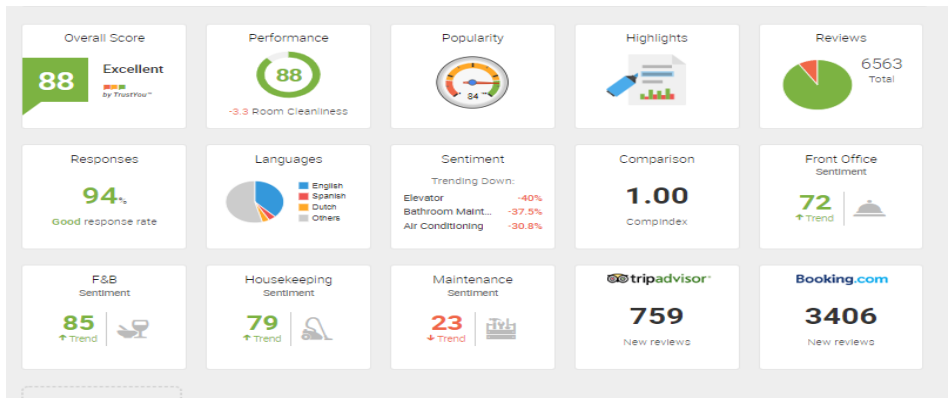 Overall Score
88
Excellent
by TrustYou™
Performance
88
-3.3 Room Cleanliness
Popularity
84
Highlights
Reviews
6563
Total
Responses
94%
Good response rate
Languages
English
Spanish
Dutch
Others
Sentiment
Trending Down:
Elevator -40%
Bathroom Maint... -37.5%
Air Conditioning -30.8%
Comparison
1.00
CompIndex
Front Office
Sentiment
72
↑ Trend
F&B
Sentiment
85
↑ Trend
Housekeeping
Sentiment
79
↑ Trend
Maintenance
Sentiment
23
↓ Trend
tripadvisor
759
New reviews
Booking.com
3406
New reviews